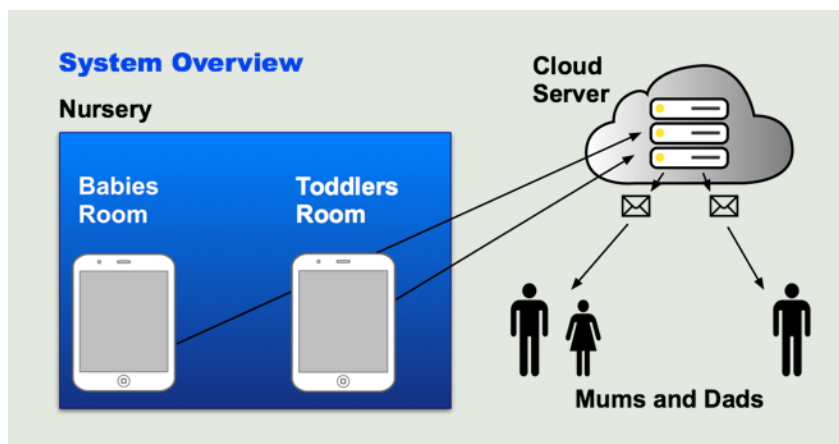 System Overview
Nursery
Cloud
Server
Babies
Room
Toddlers
Room
Mums and Dads